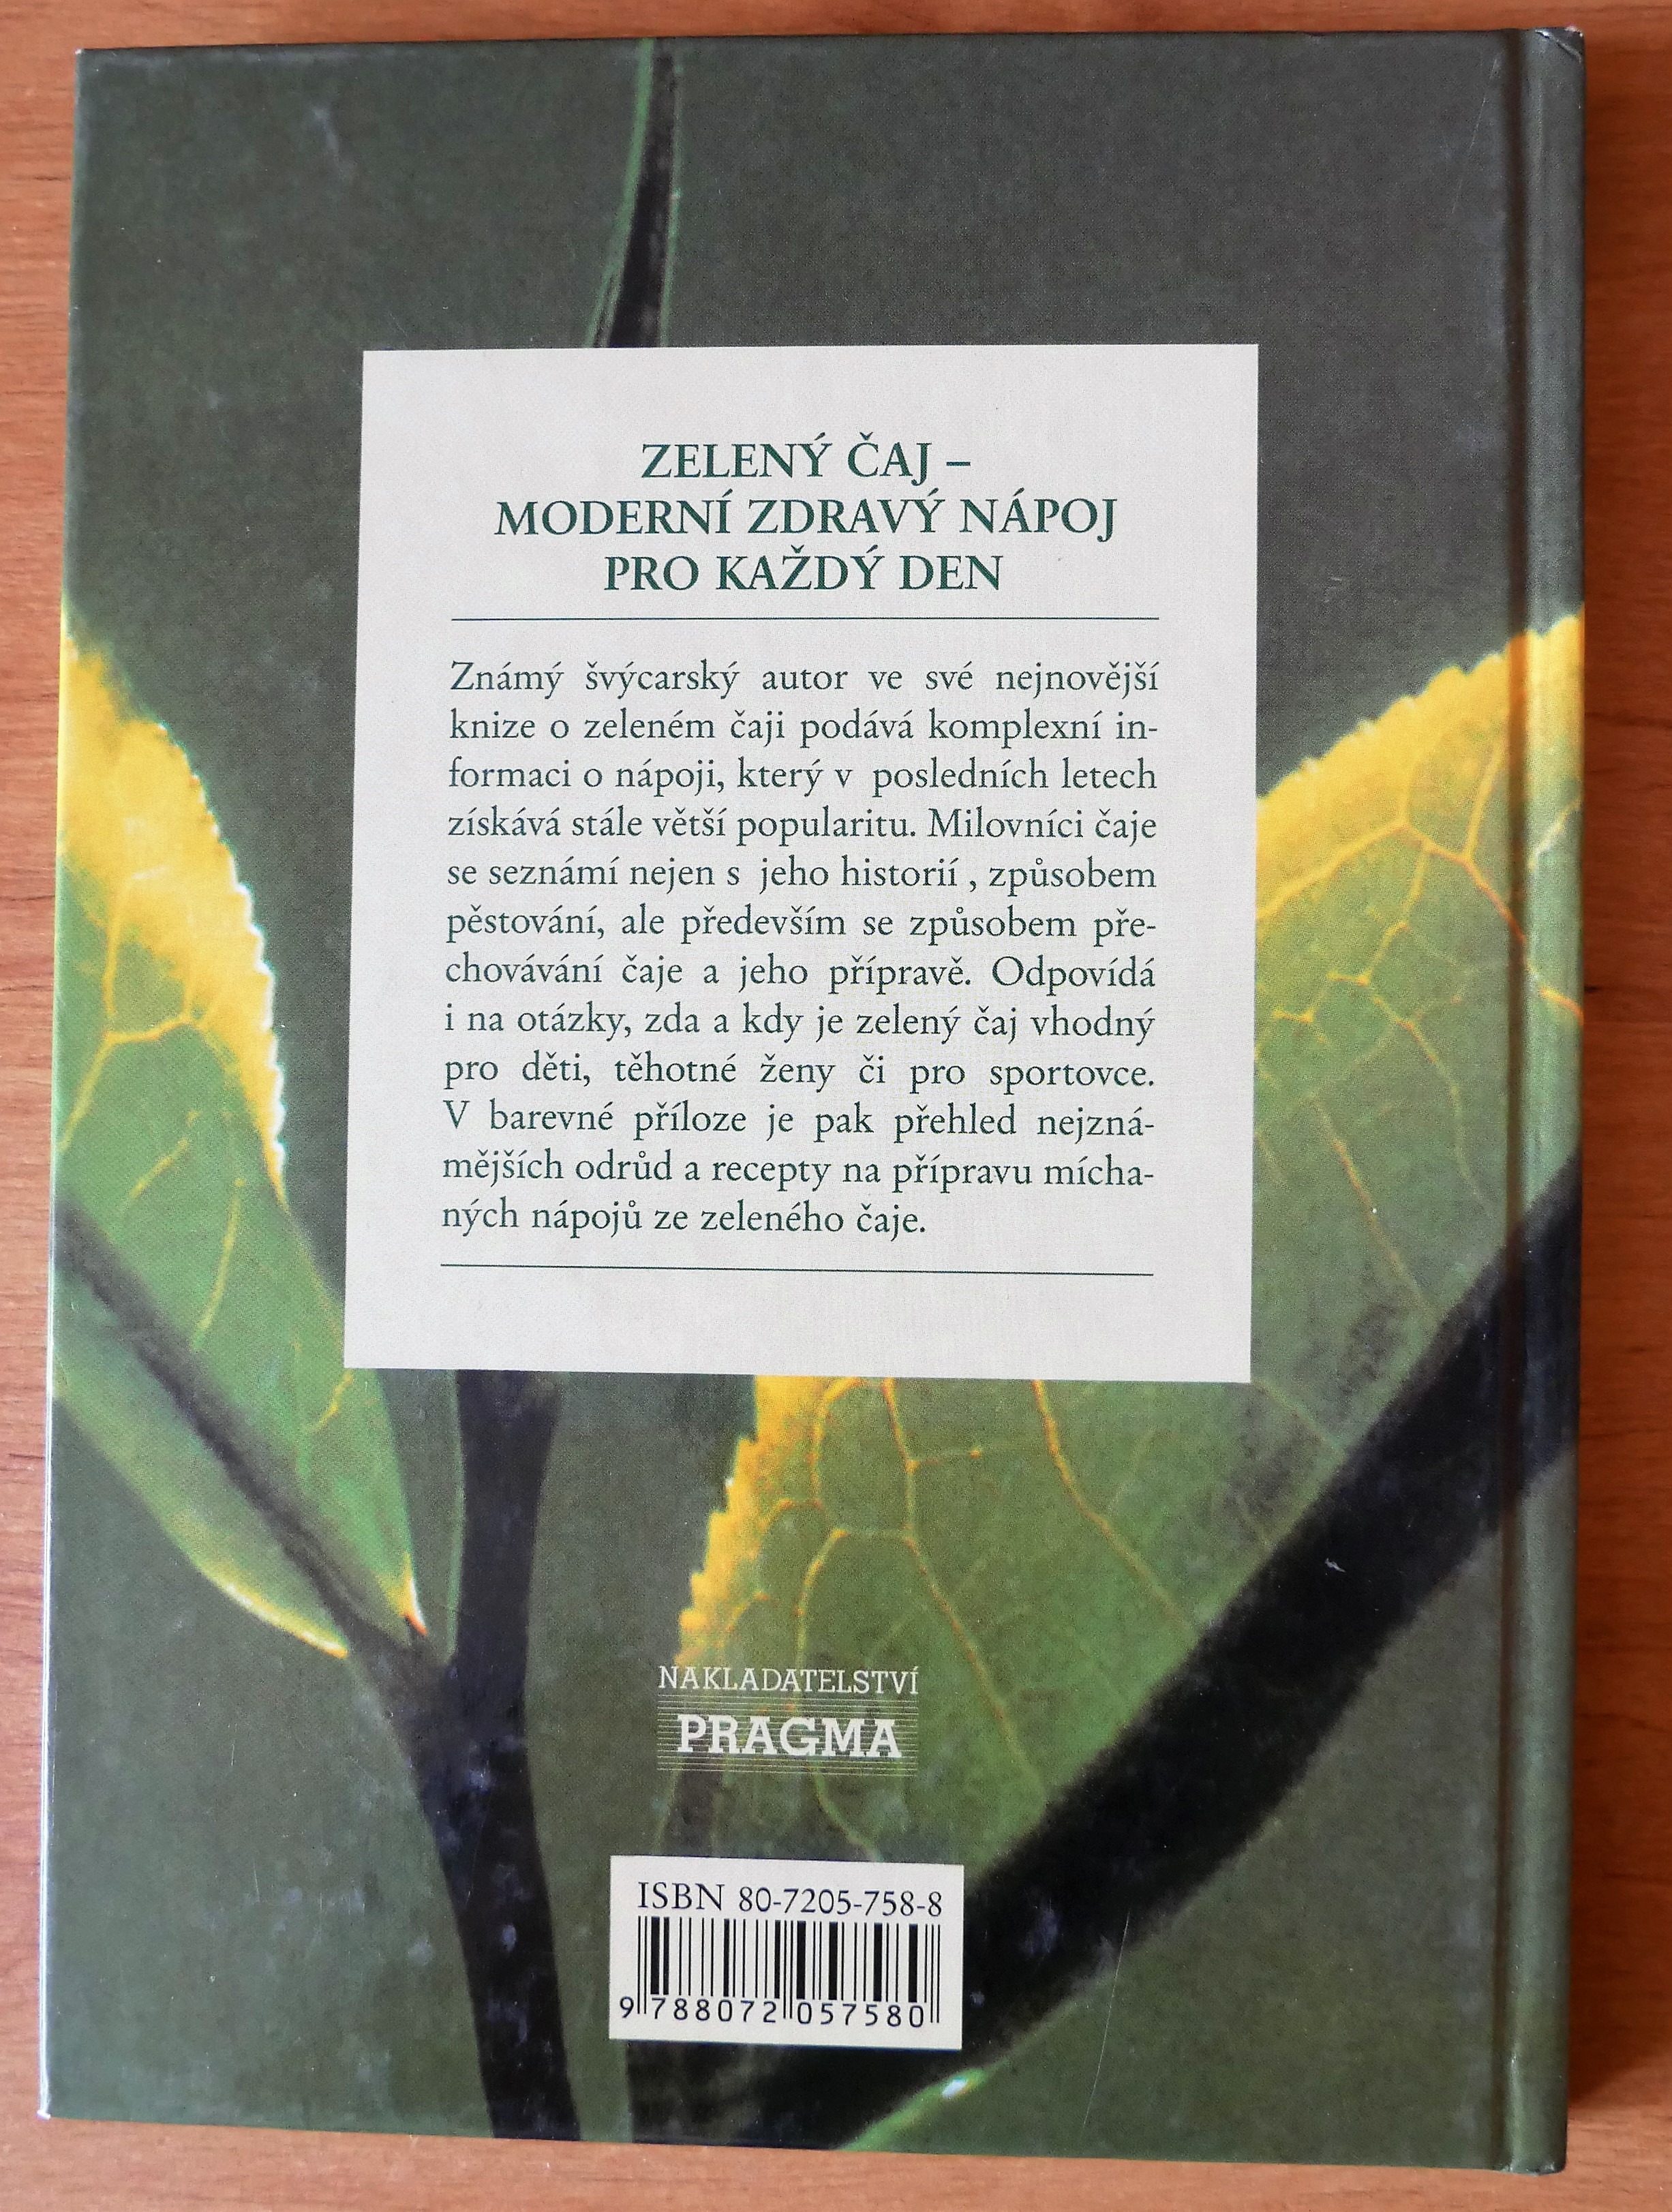 ZELENÝ ČAJ –
MODERNÍ ZDRAVÝ NÁPOJ
PRO KAŽDÝ DEN
Známý švýcarský autor ve své nejnovější
knize o zeleném čaji podává komplexní in-
formaci o nápoji, který v posledních letech
získává stále větší popularitu. Milovníci čaje
se seznámí nejen s jeho historií , způsobem
pěstování, ale především se způsobem pře-
chovávání čaje a jeho přípravě. Odpovídá
i na otázky, zda a kdy je zelený čaj vhodný
pro děti, těhotné ženy či pro sportovce.
V barevné příloze je pak přehled nejzná-
mějších odrůd a recepty na přípravu mícha-
ných nápojů ze zeleného čaje.
NAKLADATELSTVÍ
PRAGMA
ISBN 80-7205-758-8
9 788072 057580